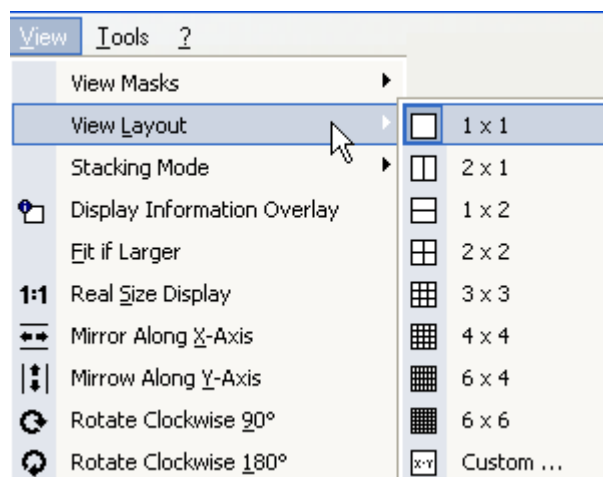 View Tools ?
View Masks
View Layout
Stacking Mode
Display Information Overlay
Fit if Larger
1:1 Real Size Display
Mirror Along X-Axis
Mirrow Along Y-Axis
Rotate Clockwise 90°
Rotate Clockwise 180°
1 x 1
2 x 1
1 x 2
2 x 2
3 x 3
4 x 4
6 x 4
6 x 6
x·y Custom ...